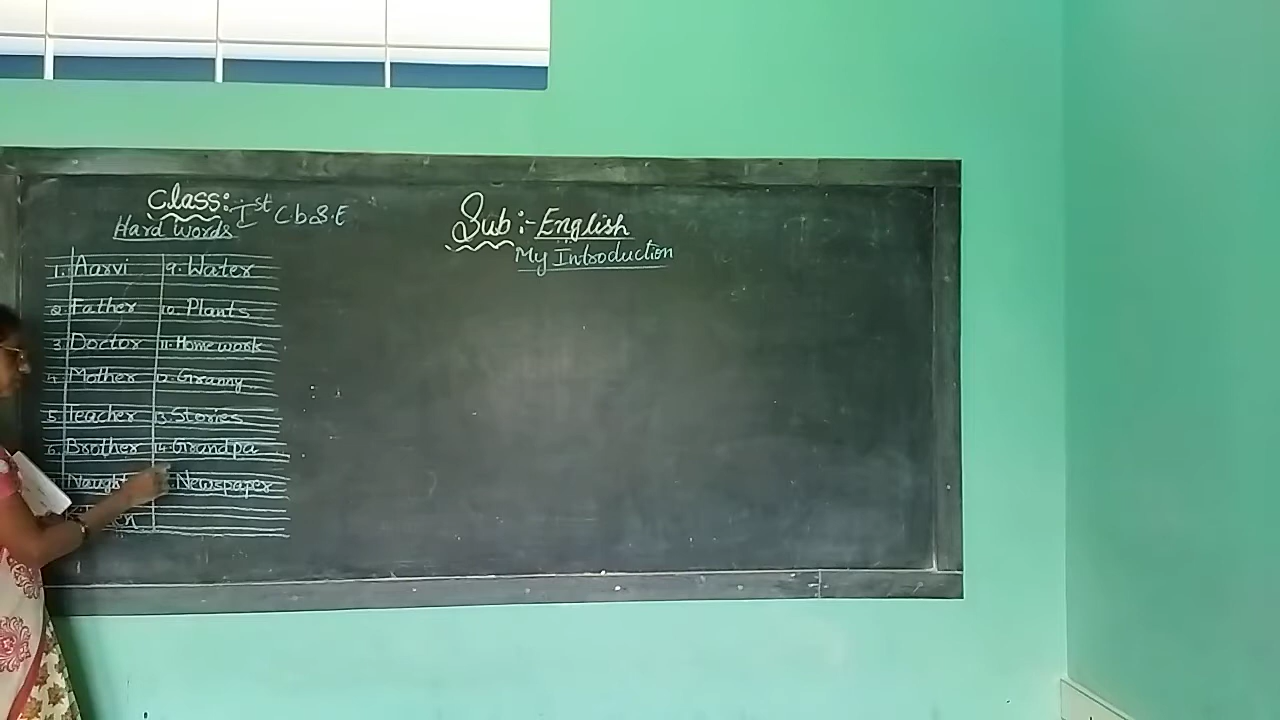 Class:- Ist C b S.E
Hard Words
Sub:- English
My Introduction
1. Aarvi
2. Father
3. Doctor
4. Mother
5. Teacher
6. Brother
9. Water
10. Plants
11. Homework
12. Granny
13. Stories
14. Grandpa
Newspaper